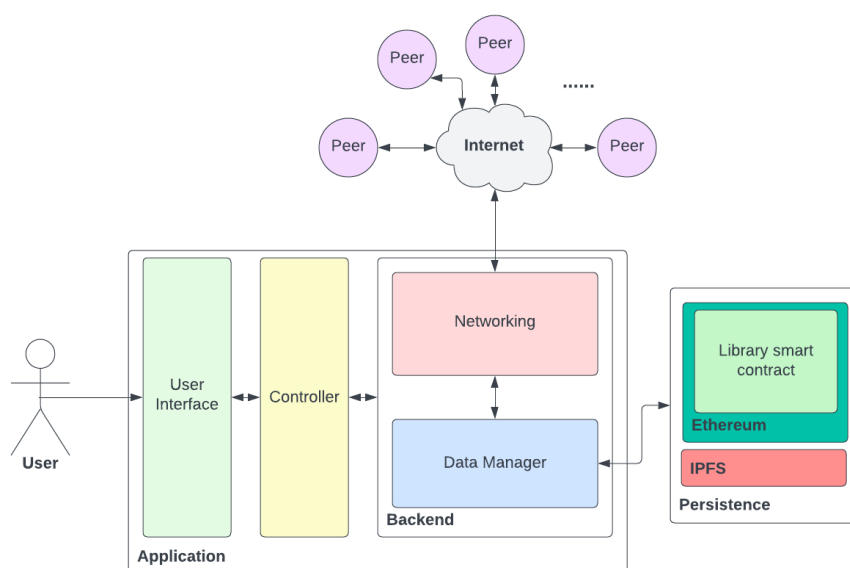 Peer
Peer
......
Peer
Internet
Peer
Networking
Library smart
contract
User
Interface
Controller
Ethereum
Data Manager
IPFS
User
Persistence
Backend
Application